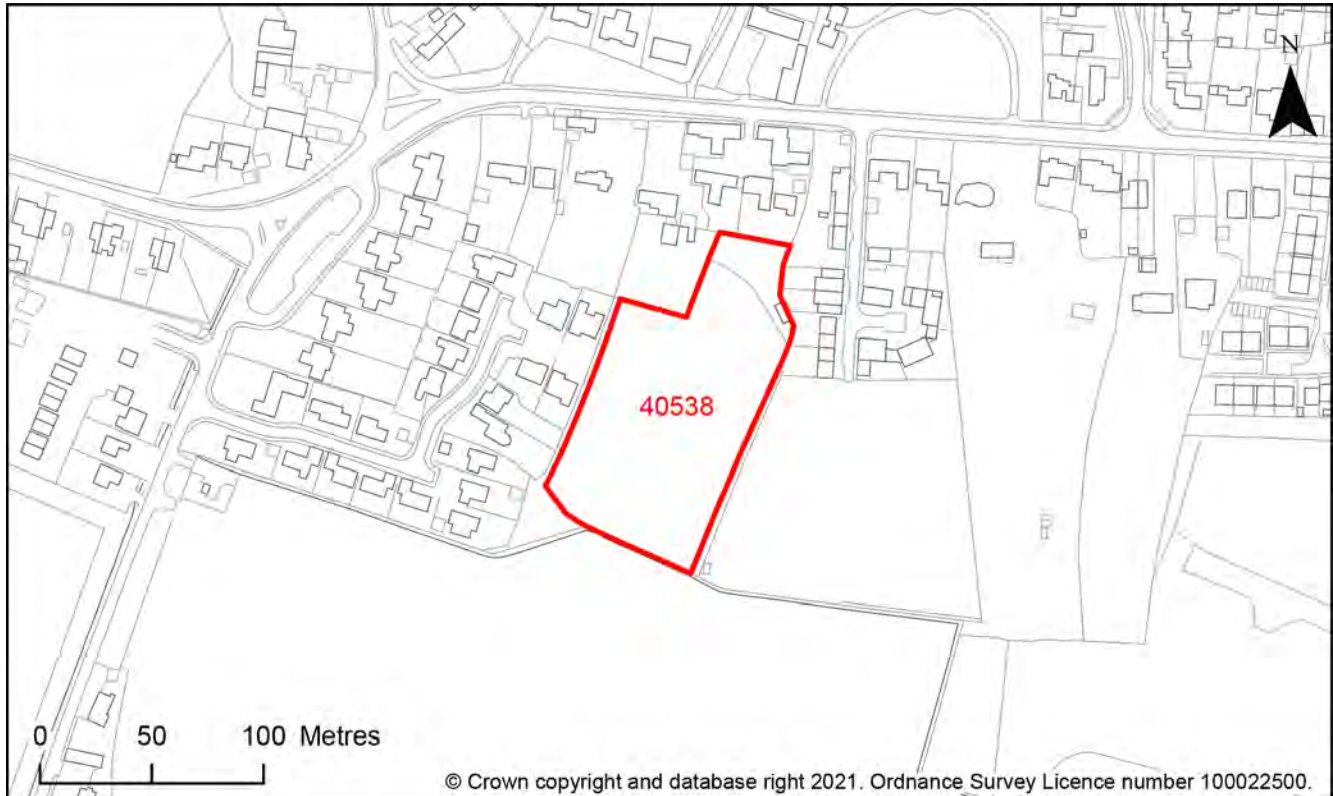 N
40538
0 50 100 Metres
© Crown copyright and database right 2021. Ordnance Survey Licence number 100022500.